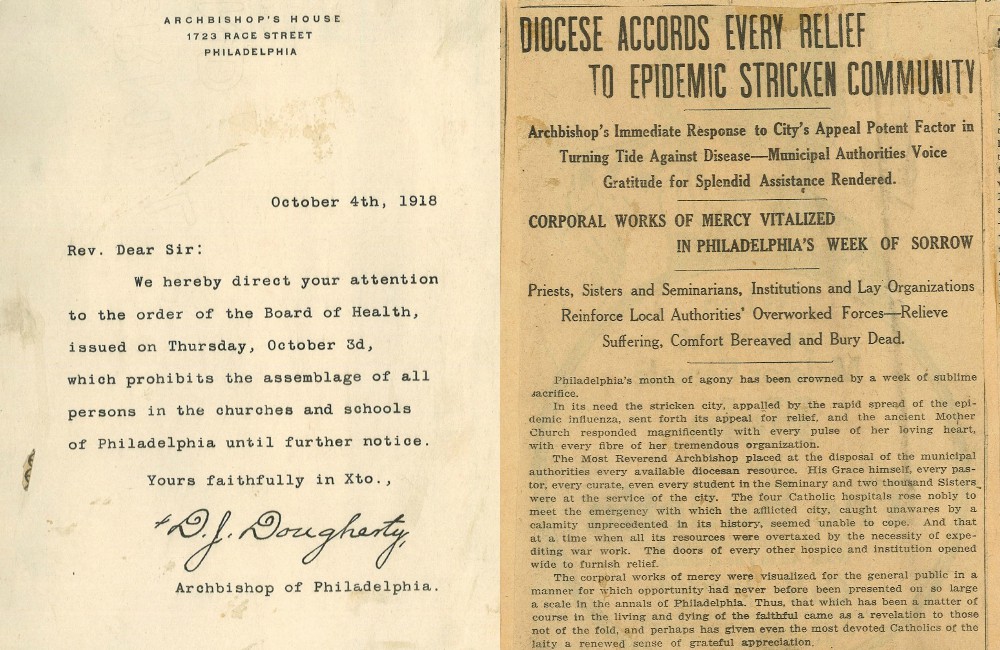 ARCHBISHOP'S HOUSE
1723 RACE STREET
PHILADELPHIA
October 4th, 1918
Rev. Dear Sir:
We hereby direct your attention
to the order of the Board of Health,
issued on Thursday, October 3d,
which prohibits the assemblage of all
persons in the churches and schools
of Philadelphia until further notice.
Yours faithfully in Xto.,
+ D. J. Dougherty,
Archbishop of Philadelphia.
DIOCESE ACCORDS EVERY RELIEF
TO EPIDEMIC STRICKEN COMMUNITY
Archbishop's Immediate Response to City's Appeal Potent Factor in
Turning Tide Against Disease—Municipal Authorities Voice
Gratitude for Splendid Assistance Rendered.
CORPORAL WORKS OF MERCY VITALIZED
IN PHILADELPHIA'S WEEK OF SORROW
Priests, Sisters and Seminarians, Institutions and Lay Organizations
Reinforce Local Authorities' Overworked Forces—Relieve
Suffering, Comfort Bereaved and Bury Dead.
Philadelphia's month of agony has been crowned by a week of sublime
sacrifice.
In its need the stricken city, appalled by the rapid spread of the epi-
demic influenza, sent forth its appeal for relief, and the ancient Mother
Church responded magnificently with every pulse of her loving heart,
with every fibre of her tremendous organization.
The Most Reverend Archbishop placed at the disposal of the municipal
authorities every available diocesan resource. His Grace himself, every pas-
tor, every curate, even every student in the Seminary and two thousand Sisters
were at the service of the city. The four Catholic hospitals rose nobly to
meet the emergency with which the afflicted city, caught unawares by a
calamity unprecedented in its history, seemed unable to cope. And that
at a time when all its resources were overtaxed by the necessity of expe-
diting war work. The doors of every other hospice and institution opened
wide to furnish relief.
The corporal works of mercy were visualized for the general public in a
manner for which opportunity had never before been presented on so large
a scale in the annals of Philadelphia. Thus, that which has been a matter of
course in the living and dying of the faithful came as a revelation to those
not of the fold, and perhaps has given even the most devoted Catholics of the
laity a renewed sense of grateful appreciation.